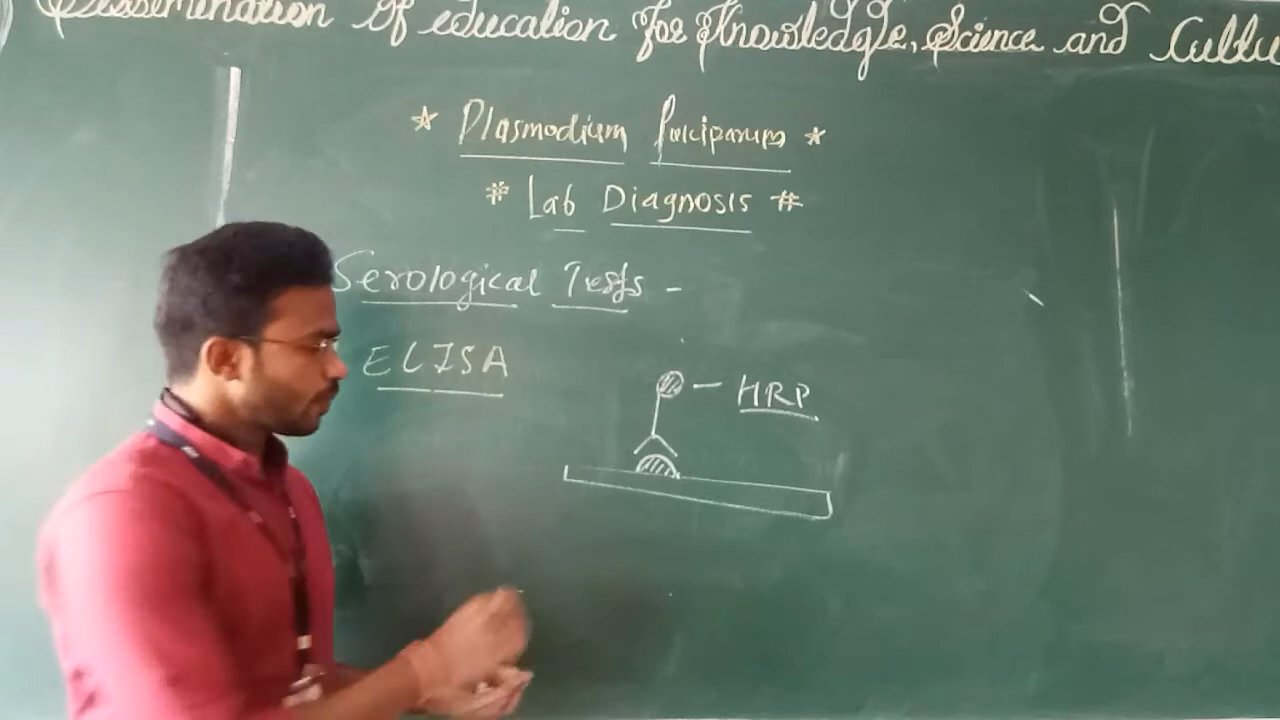 Dissemination of education for Knowledge, Science and Cultu
* Plasmodium falciparum *
* Lab Diagnosis #
Serological Tests -
ELISA
- HRP